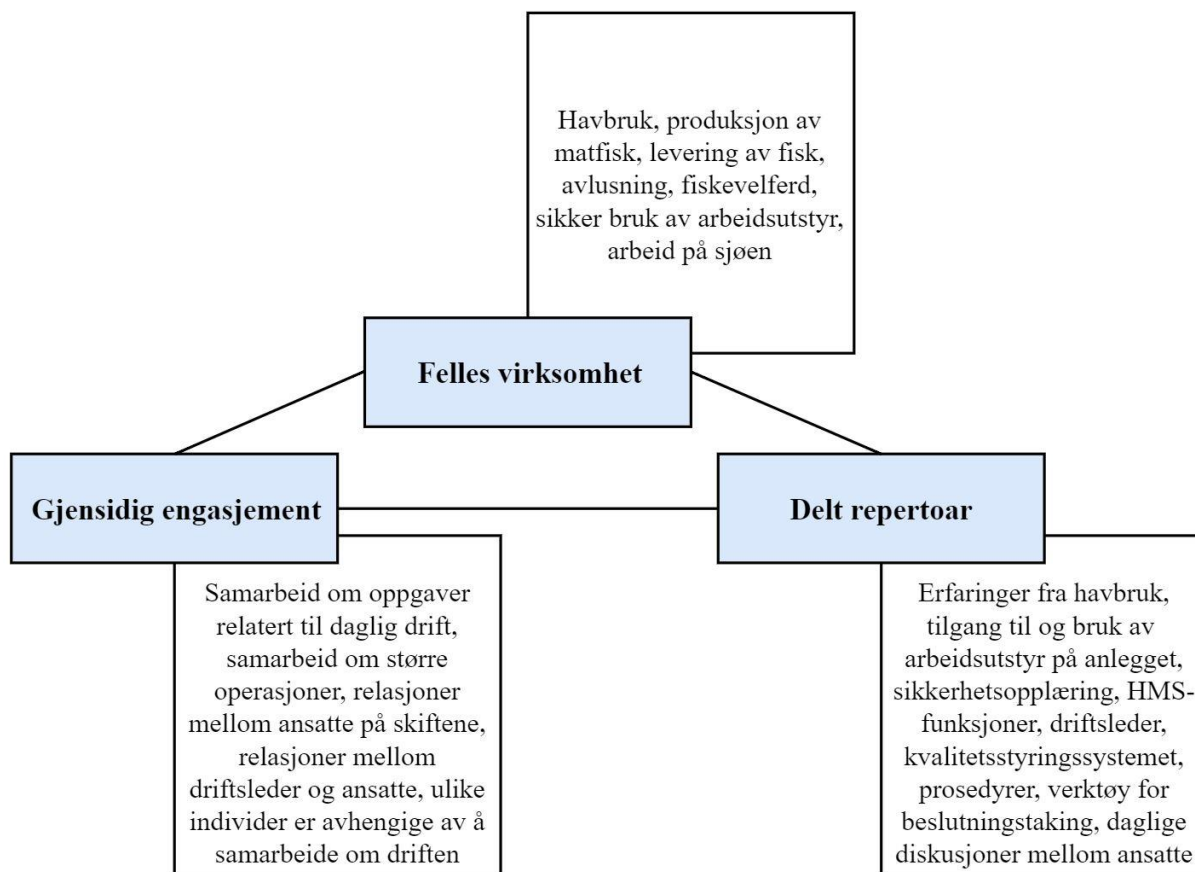 Havbruk, produksjon av
matfisk, levering av fisk,
avlusning, fiskevelferd,
sikker bruk av arbeidsutstyr,
arbeid på sjøen
Felles virksomhet
Gjensidig engasjement
Delt repertoar
Samarbeid om oppgaver
relatert til daglig drift,
samarbeid om større
operasjoner, relasjoner
mellom ansatte på skiftene,
relasjoner mellom
driftsleder og ansatte, ulike
individer er avhengige av å
samarbeide om driften
Erfaringer fra havbruk,
tilgang til og bruk av
arbeidsutstyr på anlegget,
sikkerhetsopplæring, HMS-
funksjoner, driftsleder,
kvalitetsstyringssystemet,
prosedyrer, verktøy for
beslutningstaking, daglige
diskusjoner mellom ansatte